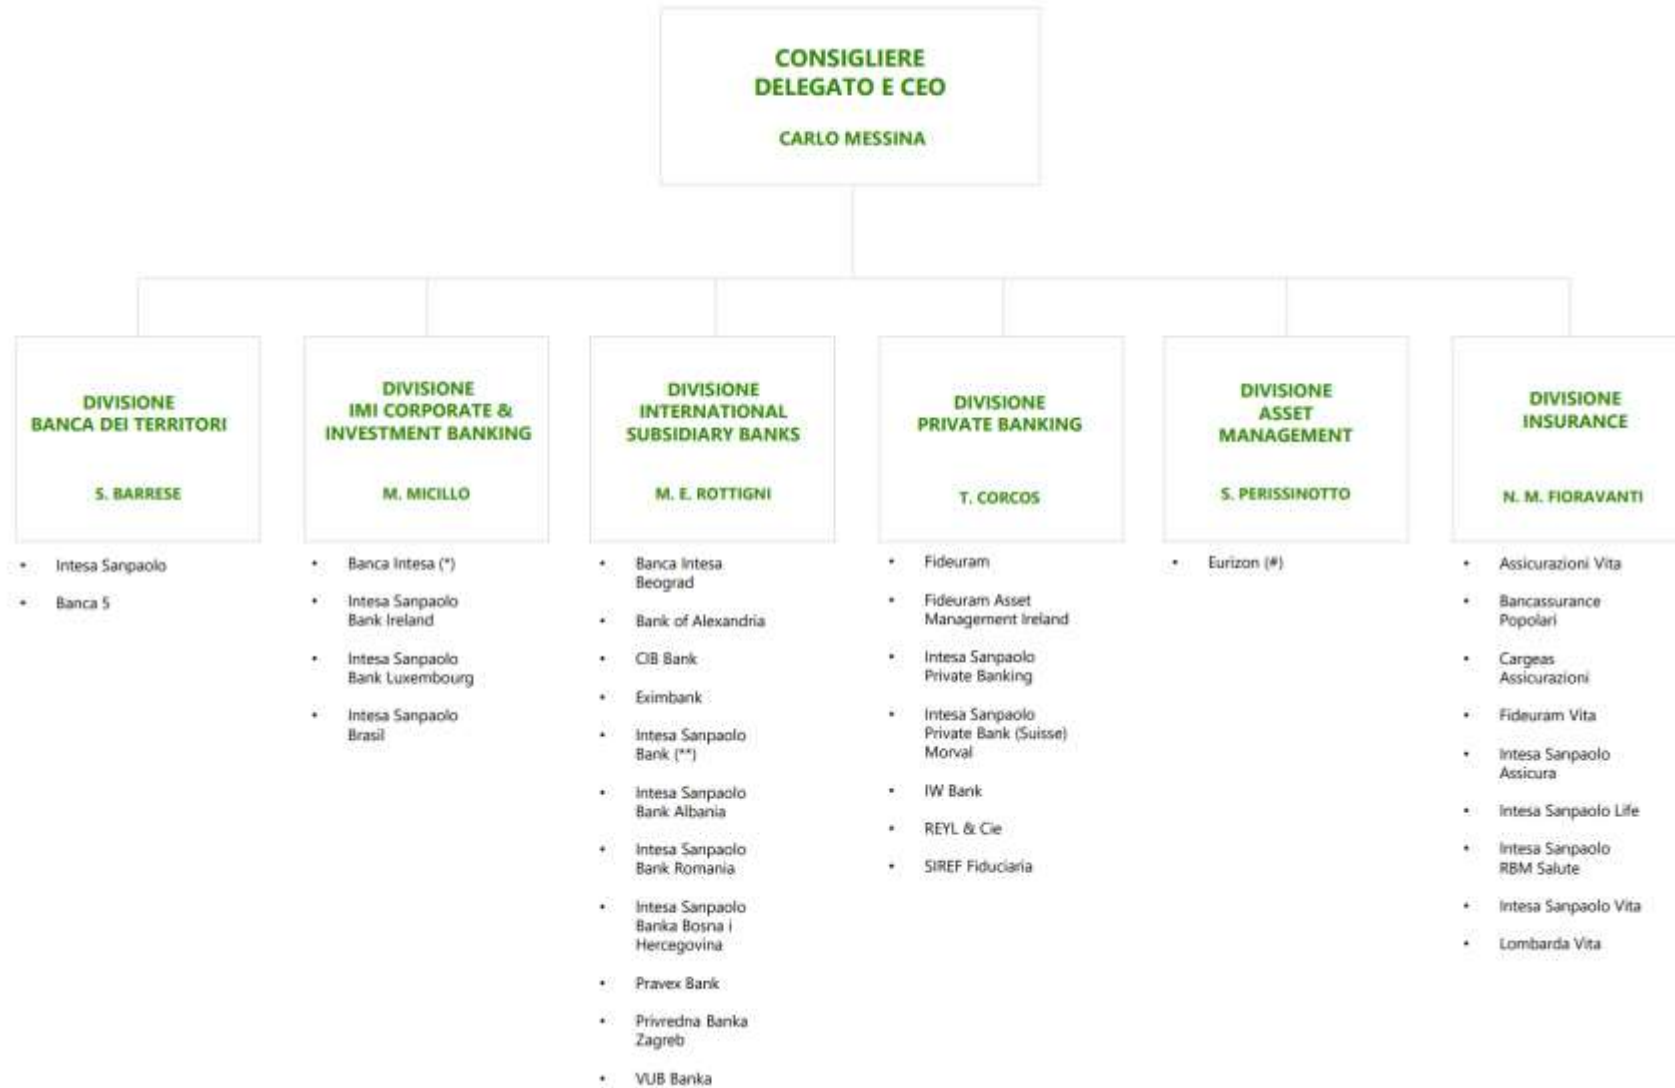 CONSIGLIERE
DELEGATO E CEO
CARLO MESSINA
DIVISIONE
BANCA DEI TERRITORI
S. BARRESE
• Intesa Sanpaolo
• Banca 5
DIVISIONE
IMI CORPORATE &
INVESTMENT BANKING
M. MICILLO
• Banca Intesa (*)
• Intesa Sanpaolo
Bank Ireland
• Intesa Sanpaolo
Bank Luxembourg
• Intesa Sanpaolo
Brasil
DIVISIONE
INTERNATIONAL
SUBSIDIARY BANKS
M. E. ROTTIGNI
• Banca Intesa
Beograd
• Bank of Alexandria
• CIB Bank
• Eximbank
• Intesa Sanpaolo
Bank (**)
• Intesa Sanpaolo
Bank Albania
• Intesa Sanpaolo
Bank Romania
• Intesa Sanpaolo
Banka Bosna i
Hercegovina
• Pravex Bank
• Privredna Banka
Zagreb
• VUB Banka
DIVISIONE
PRIVATE BANKING
T. CORCOS
• Fideuram
• Fideuram Asset
Management Ireland
• Intesa Sanpaolo
Private Banking
• Intesa Sanpaolo
Private Bank (Suisse)
Morval
• IW Bank
• REYL & Cie
• SIREF Fiduciaria
DIVISIONE
ASSET
MANAGEMENT
S. PERISSINOTTO
• Eurizon (#)
DIVISIONE
INSURANCE
N. M. FIORAVANTI
• Assicurazioni Vita
• Bancassurance
Popolari
• Cargeas
Assicurazioni
• Fideuram Vita
• Intesa Sanpaolo
Assicura
• Intesa Sanpaolo Life
• Intesa Sanpaolo
RBM Salute
• Intesa Sanpaolo Vita
• Lombarda Vita